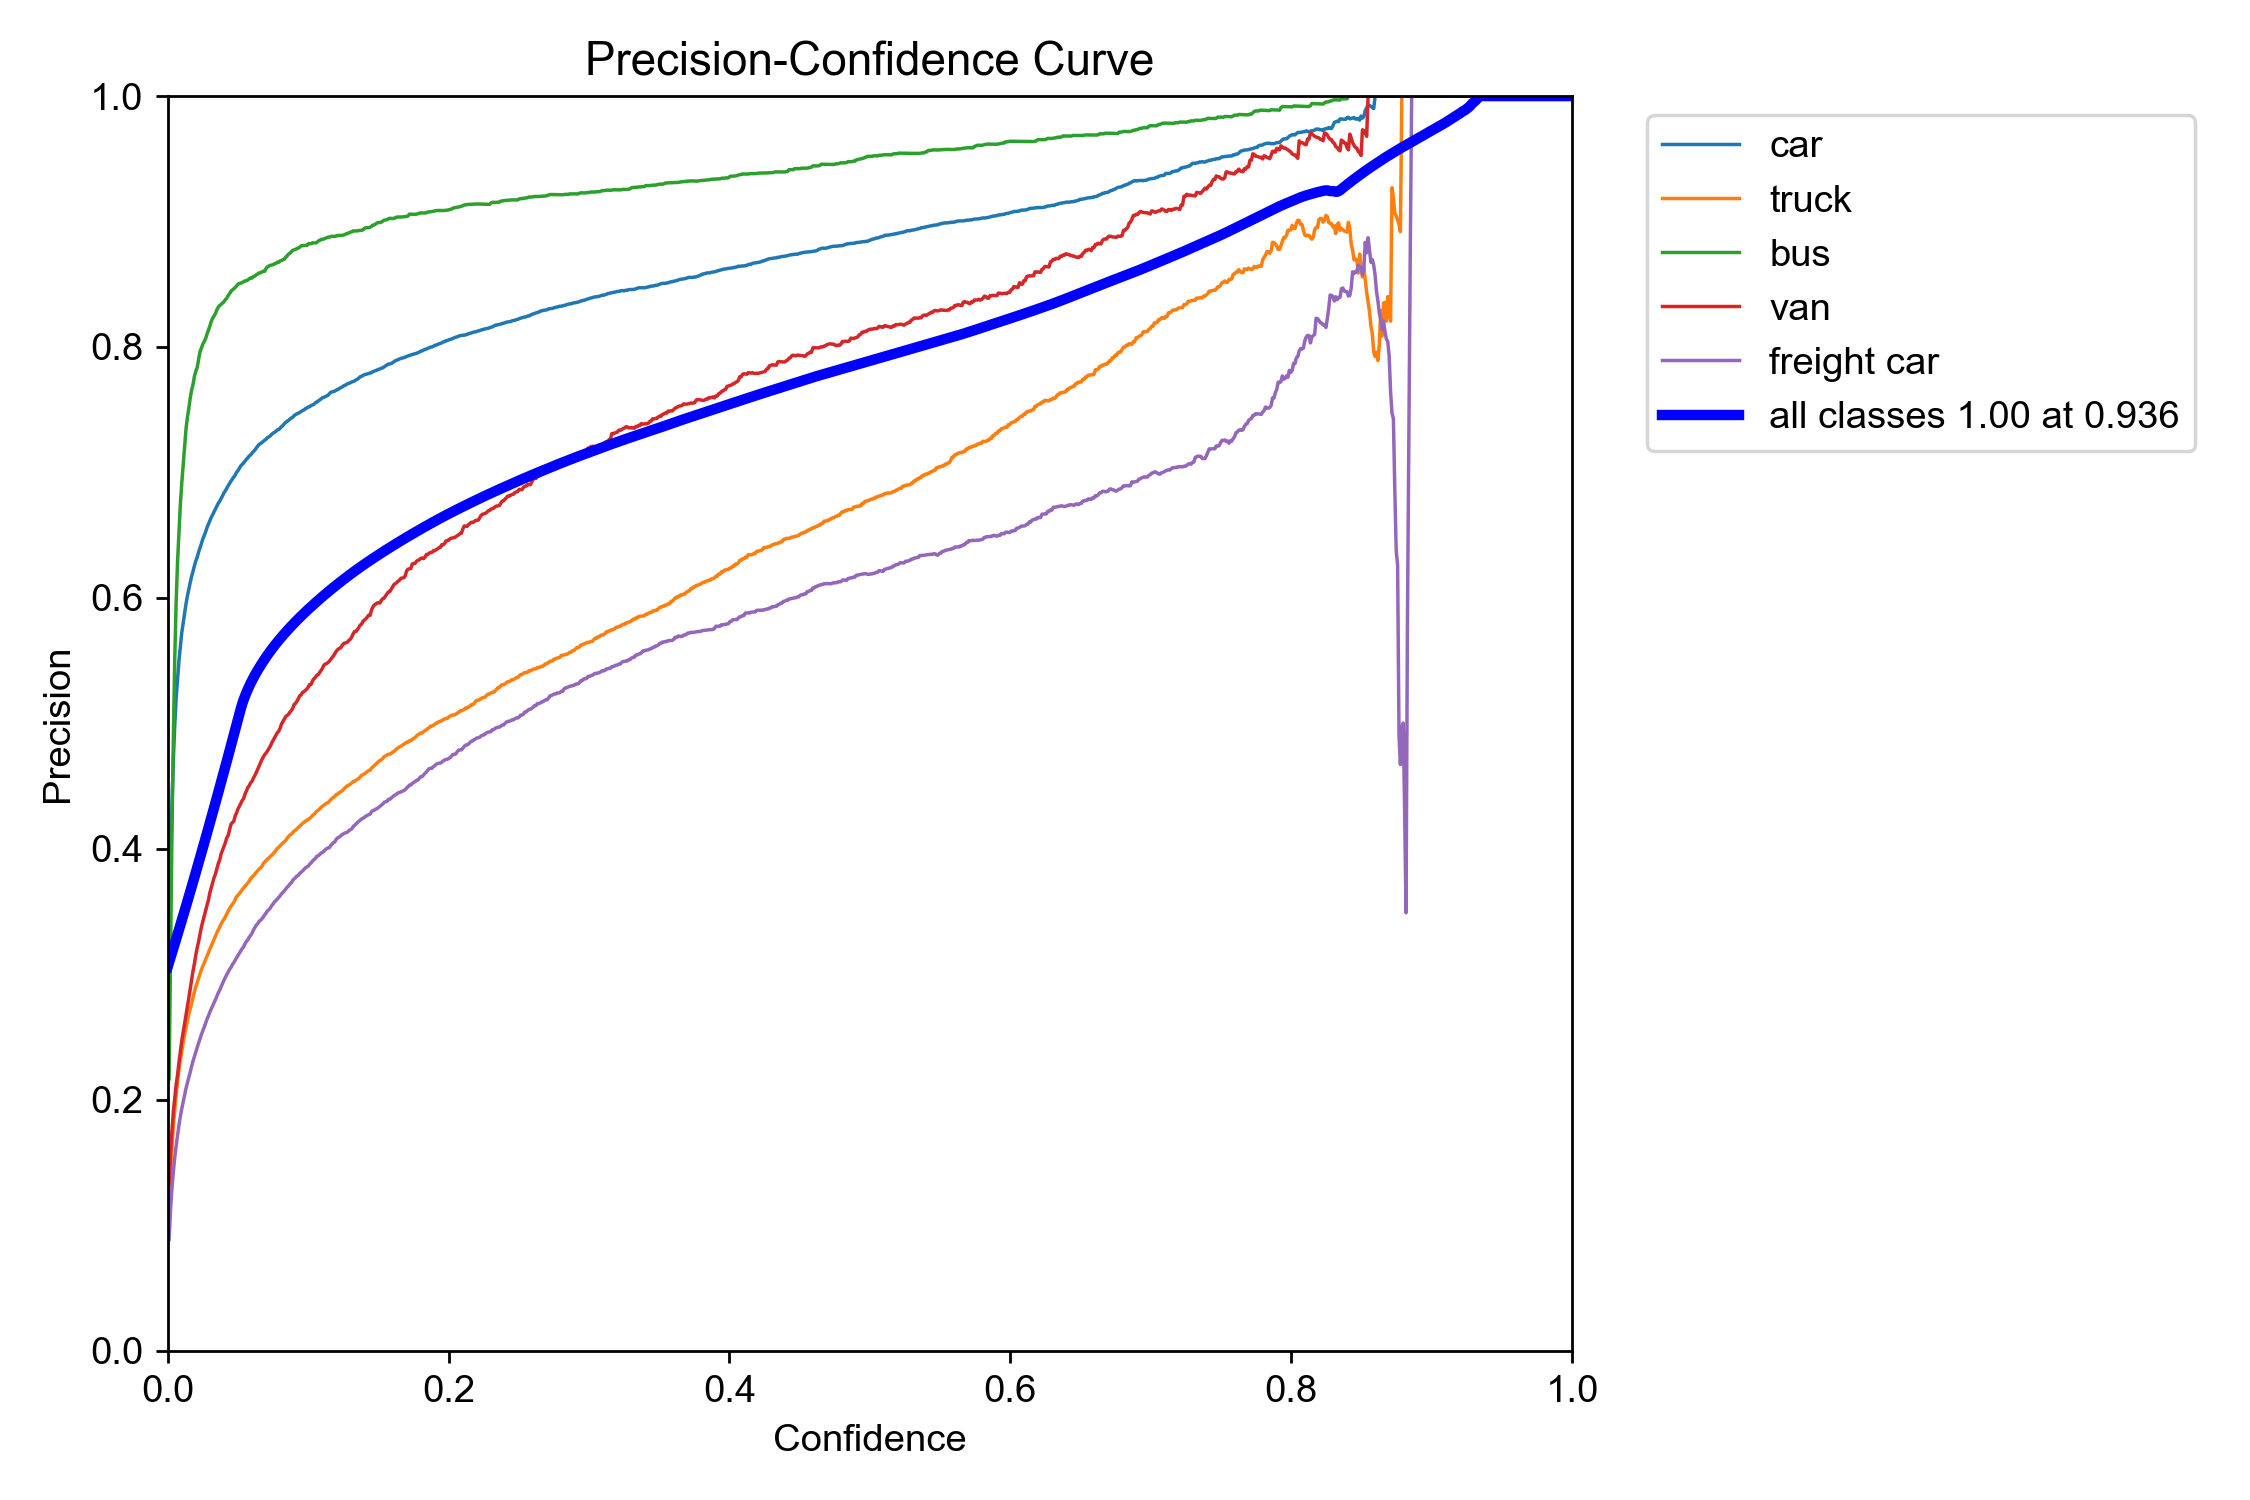 Precision-Confidence Curve
1.0
0.8
0.6
0.4
0.2
0.0
Precision
0.0 0.2 0.4 0.6 0.8 1.0
Confidence
car
truck
bus
van
freight car
all classes 1.00 at 0.936